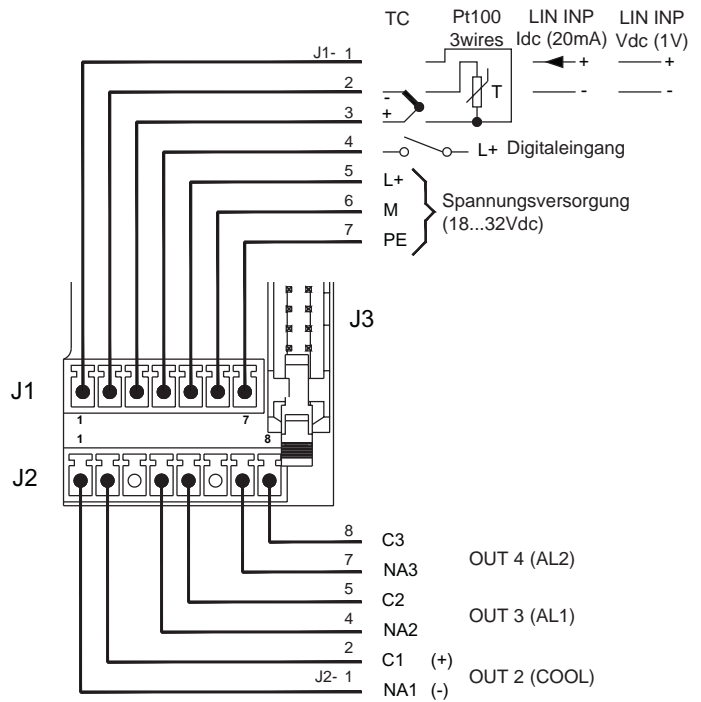 TC Pt100 LIN INP LIN INP
3wires Idc (20mA) Vdc (1V)
J1- 1 + +
2 - T - -
3 +
4 L+ Digitaleingang
5 L+
6 M Spannungsversorgung
(18...32Vdc)
7 PE
J3
J1
1 7
1 8
J2
8 C3
7 NA3 OUT 4 (AL2)
5 C2
4 NA2 OUT 3 (AL1)
2 C1 (+)
J2- 1 NA1 (-) OUT 2 (COOL)